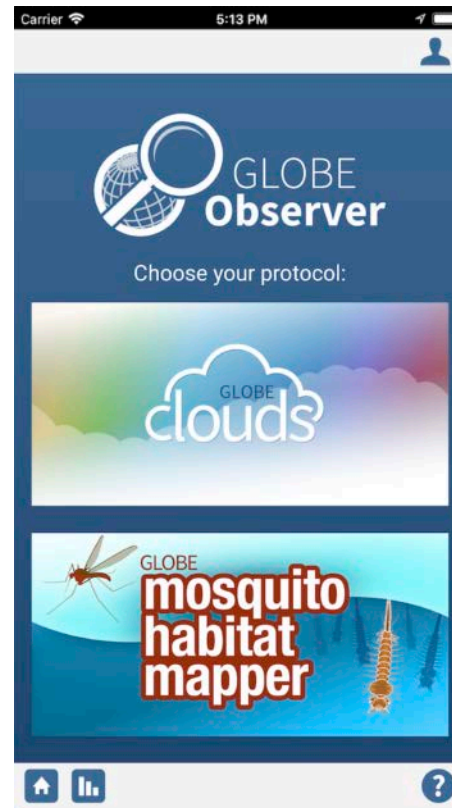 Carrier 5:13 PM
GLOBE
Observer
Choose your protocol:
GLOBE
clouds
GLOBE
mosquito
habitat
mapper
?